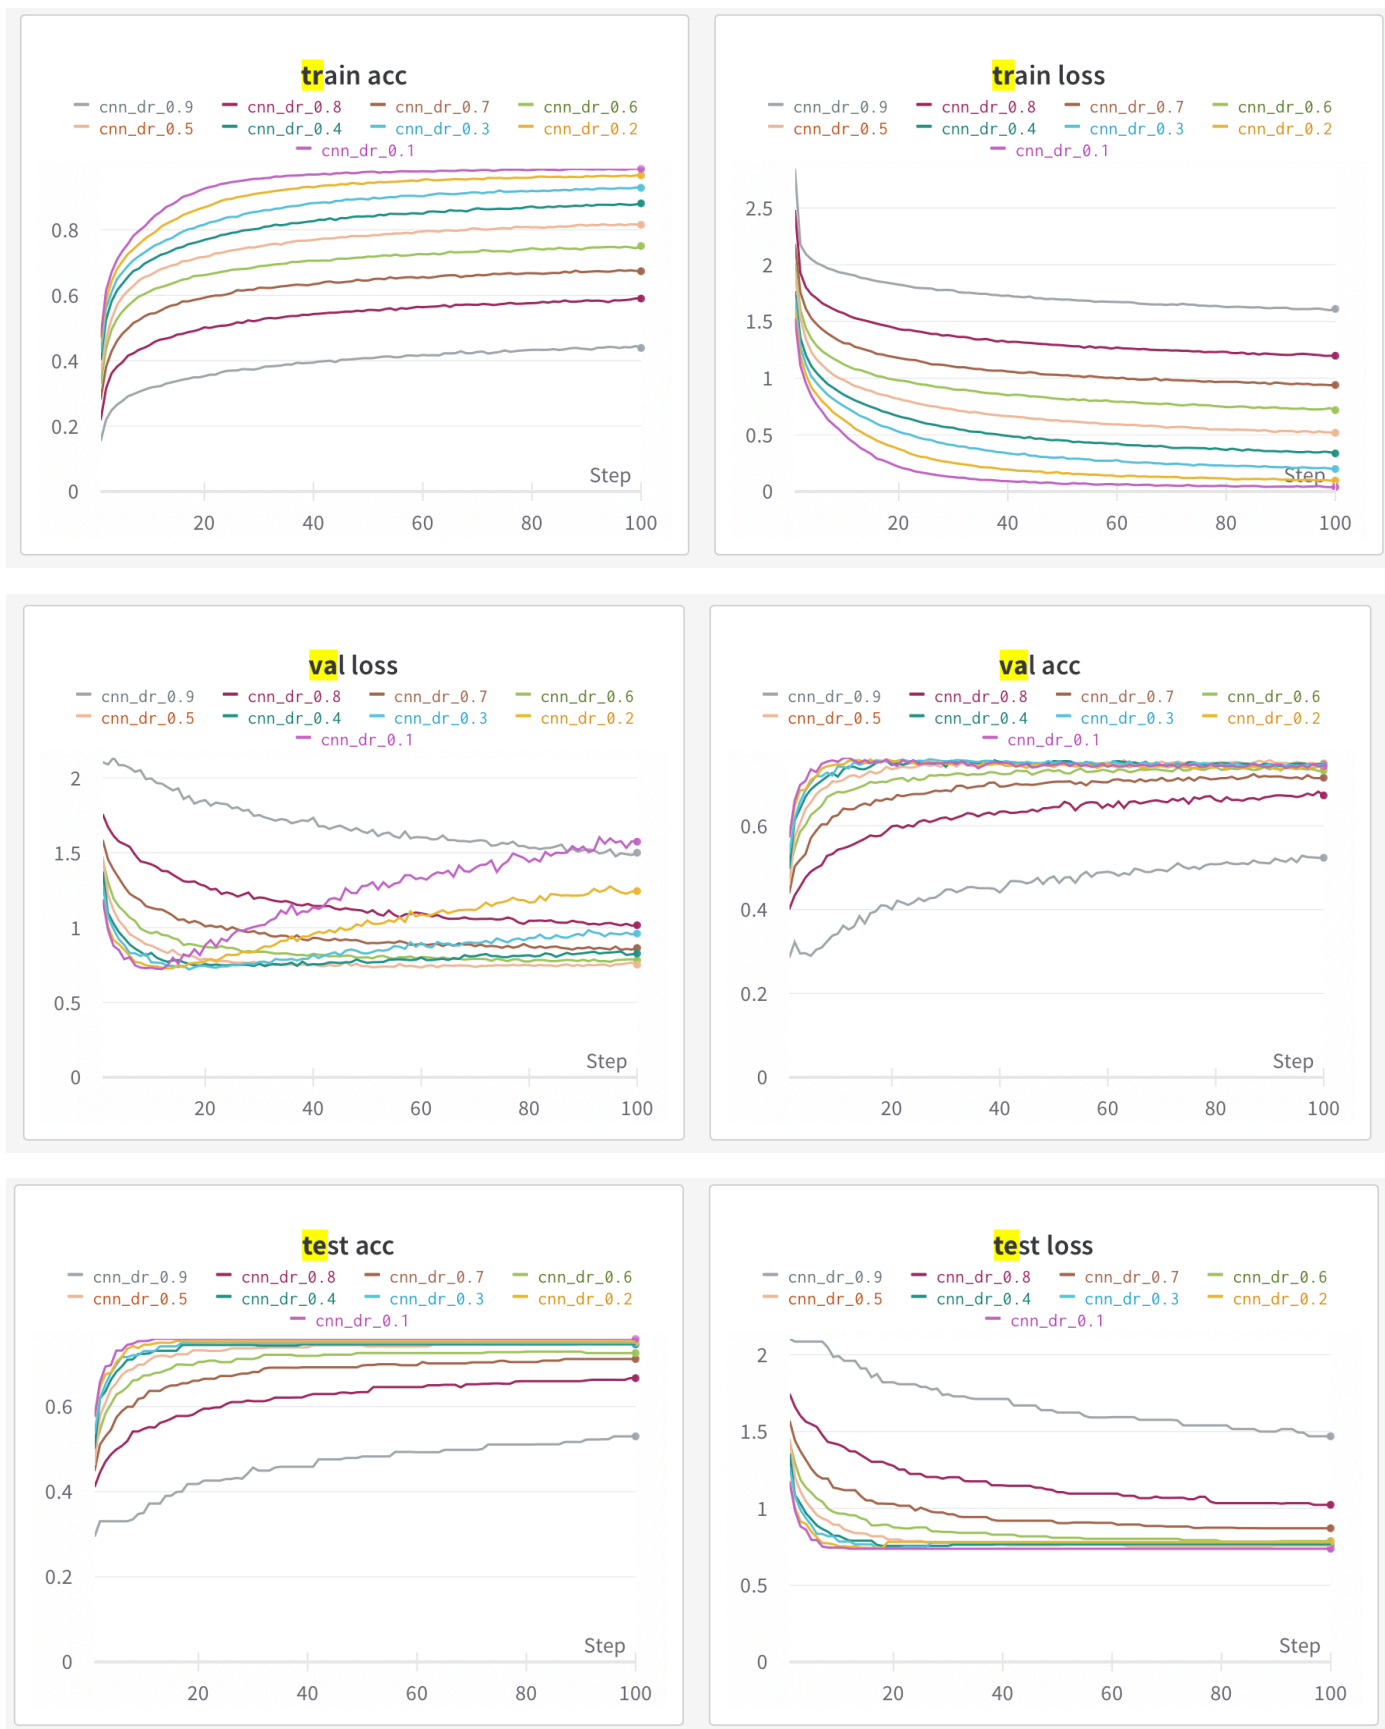 train acc
cnn_dr_0.9 cnn_dr_0.8 cnn_dr_0.7 cnn_dr_0.6
cnn_dr_0.5 cnn_dr_0.4 cnn_dr_0.3 cnn_dr_0.2
cnn_dr_0.1
0.8
0.6
0.4
0.2
0
Step
20 40 60 80 100
train loss
cnn_dr_0.9 cnn_dr_0.8 cnn_dr_0.7 cnn_dr_0.6
cnn_dr_0.5 cnn_dr_0.4 cnn_dr_0.3 cnn_dr_0.2
cnn_dr_0.1
2.5
2
1.5
1
0.5
0
Step
20 40 60 80 100
val loss
cnn_dr_0.9 cnn_dr_0.8 cnn_dr_0.7 cnn_dr_0.6
cnn_dr_0.5 cnn_dr_0.4 cnn_dr_0.3 cnn_dr_0.2
cnn_dr_0.1
2
1.5
1
0.5
0
Step
20 40 60 80 100
val acc
cnn_dr_0.9 cnn_dr_0.8 cnn_dr_0.7 cnn_dr_0.6
cnn_dr_0.5 cnn_dr_0.4 cnn_dr_0.3 cnn_dr_0.2
cnn_dr_0.1
0.6
0.4
0.2
0
Step
20 40 60 80 100
test acc
cnn_dr_0.9 cnn_dr_0.8 cnn_dr_0.7 cnn_dr_0.6
cnn_dr_0.5 cnn_dr_0.4 cnn_dr_0.3 cnn_dr_0.2
cnn_dr_0.1
0.6
0.4
0.2
0
Step
20 40 60 80 100
test loss
cnn_dr_0.9 cnn_dr_0.8 cnn_dr_0.7 cnn_dr_0.6
cnn_dr_0.5 cnn_dr_0.4 cnn_dr_0.3 cnn_dr_0.2
cnn_dr_0.1
2
1.5
1
0.5
0
Step
20 40 60 80 100